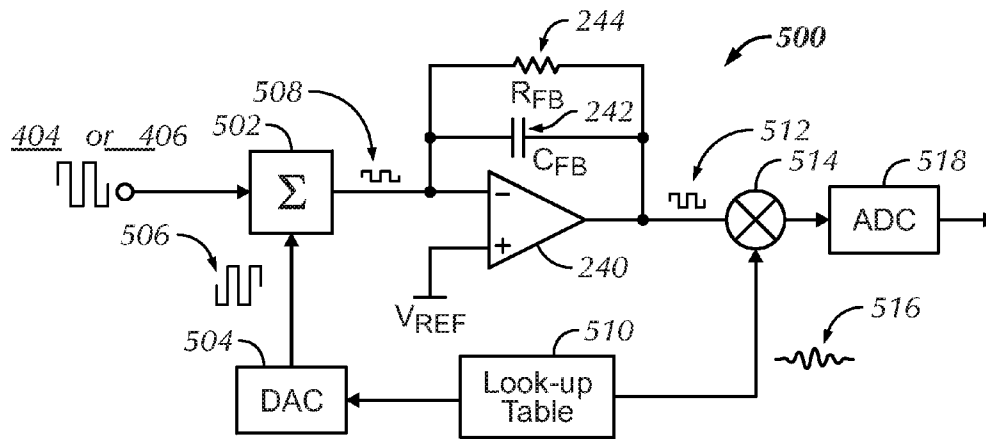 244
500
R_FB
508
242
404 or 406
502
512
514
518
C_FB
Σ
−
ADC
506
+
240
V_REF
516
504
510
DAC
Look-up
Table